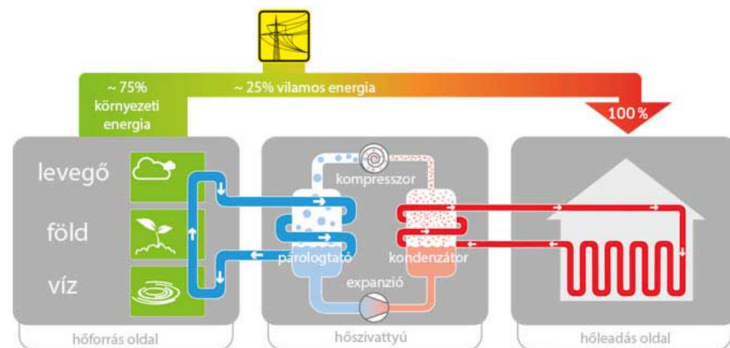 ~ 75%
környezeti
energia
~ 25% vilamos energia
100 %
levegő
föld
víz
kompresszor
párologtató
kondenzátor
expanzió
hőforrás oldal
hőszivattyú
hőleadás oldal